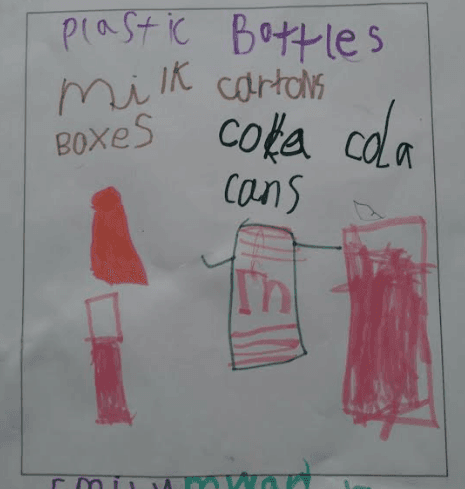 Plastic Bottles
milk cartons
BOXES coka cola
cans
m